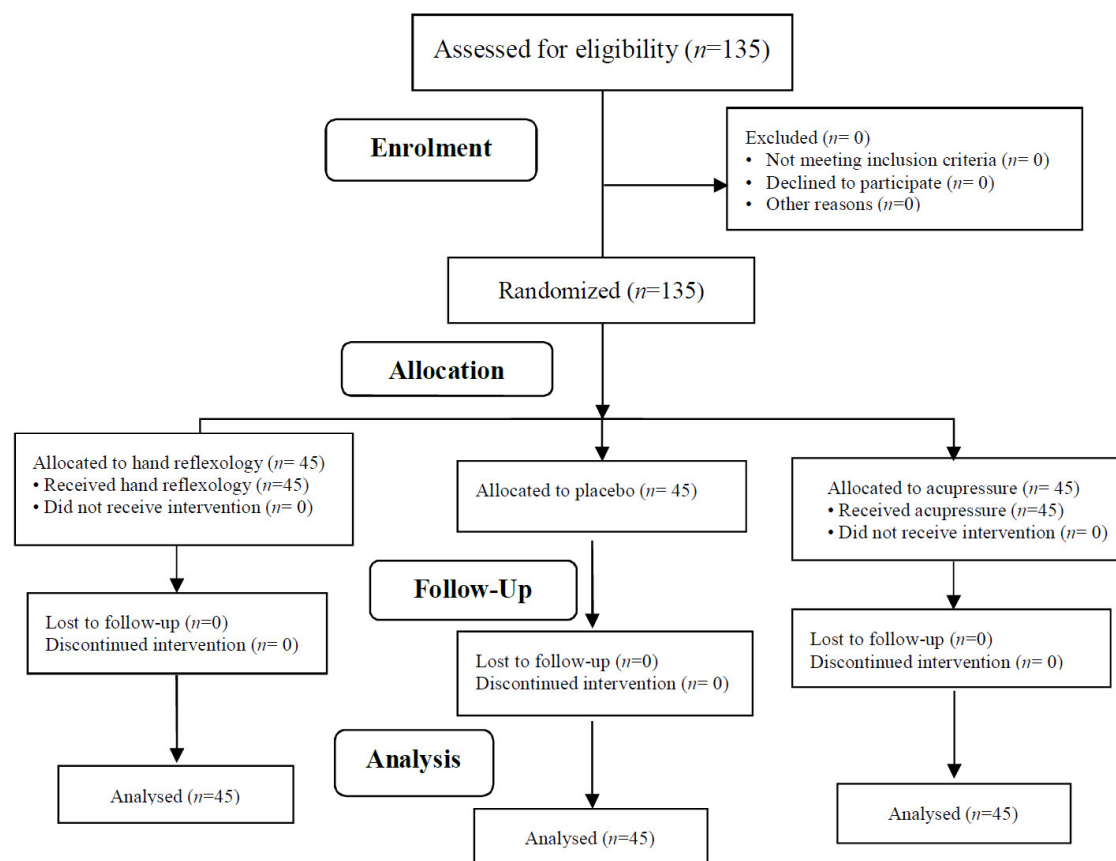 Assessed for eligibility (n=135)
Enrolment
Excluded (n= 0)
• Not meeting inclusion criteria (n= 0)
• Declined to participate (n= 0)
• Other reasons (n=0)
Randomized (n=135)
Allocation
Allocated to hand reflexology (n= 45)
• Received hand reflexology (n=45)
• Did not receive intervention (n= 0)
Allocated to placebo (n= 45)
Allocated to acupressure (n= 45)
• Received acupressure (n=45)
• Did not receive intervention (n= 0)
Follow-Up
Lost to follow-up (n=0)
Discontinued intervention (n= 0)
Lost to follow-up (n=0)
Discontinued intervention (n= 0)
Lost to follow-up (n=0)
Discontinued intervention (n= 0)
Analysis
Analysed (n=45)
Analysed (n=45)
Analysed (n=45)